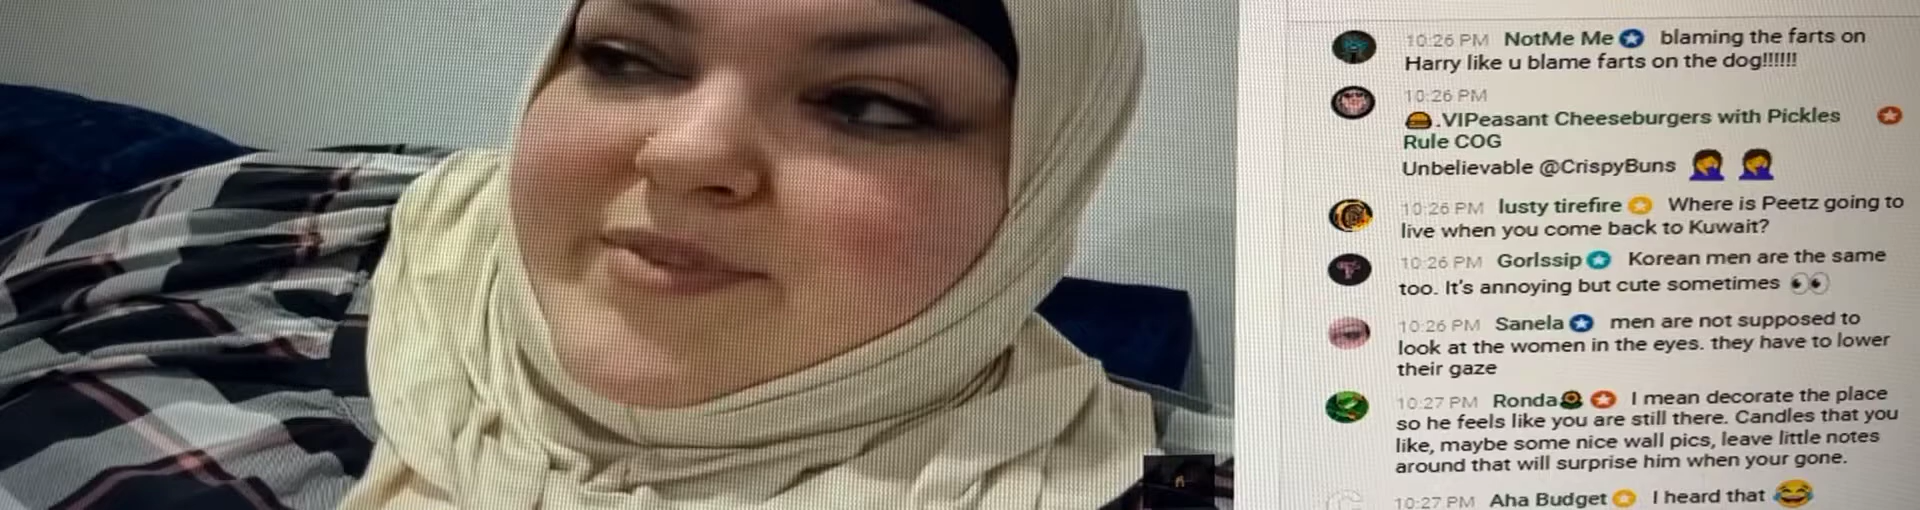 10:26 PM NotMe Me blaming the farts on
Harry like u blame farts on the dog!!!!!!
10:26 PM
🍔.VIPeasant Cheeseburgers with Pickles
Rule COG
Unbelievable @CrispyBuns 🤦‍♀️ 🤦‍♀️
10:26 PM lusty tirefire Where is Peetz going to
live when you come back to Kuwait?
10:26 PM Gorlssip Korean men are the same
too. It's annoying but cute sometimes 👀
10:26 PM Sanela men are not supposed to
look at the women in the eyes. they have to lower
their gaze
10:27 PM Ronda🌻 I mean decorate the place
so he feels like you are still there. Candles that you
like, maybe some nice wall pics, leave little notes
around that will surprise him when your gone.
10:27 PM Aha Budget I heard that 😂